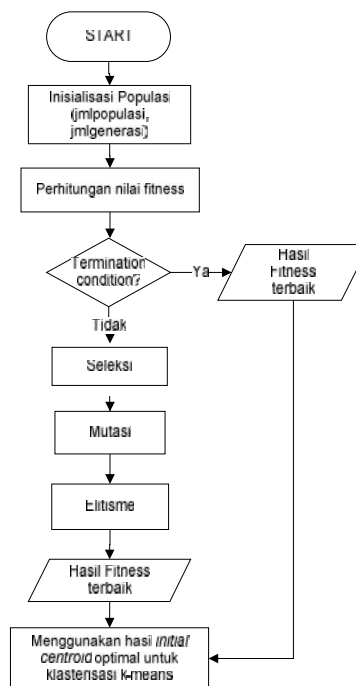 START
Inisialisasi Populasi
(jmlpopulasi,
jmlgenerasi)
Perhitungan nilai fitness
Termination
condition?
Ya
Hasil
Fitness
terbaik
Tidak
Seleksi
Mutasi
Elitisme
Hasil Fitness
terbaik
Menggunakan hasil initial
centroid optimal untuk
klastensasi k-means